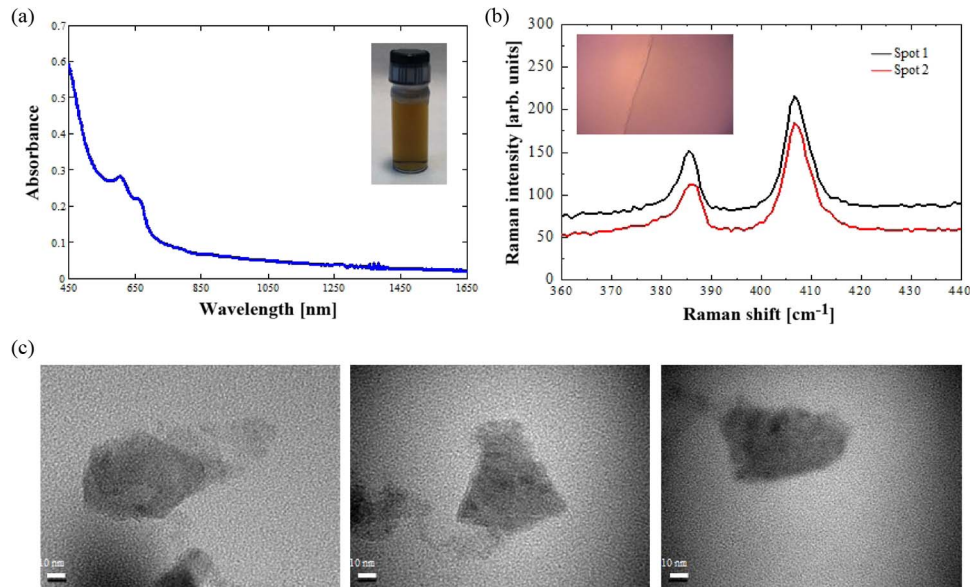 (a)
0.7
0.6
0.5
0.4
0.3
0.2
0.1
0
Absorbance
450
650
850
1050
1250
1450
1650
Wavelength [nm]
(b)
300
250
200
150
100
50
0
Raman intensity [arb. units]
Spot 1
Spot 2
360
370
380
390
400
410
420
430
440
Raman shift [cm-1]
(c)
10 nm
10 nm
10 nm